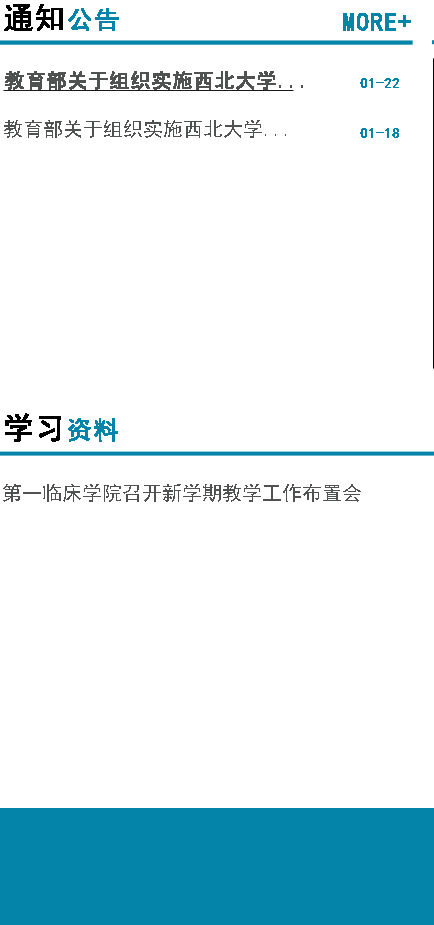 通知公告 MORE+
教育部关于组织实施西北大学... 01-22
教育部关于组织实施西北大学... 01-18
学习资料
第一临床学院召开新学期教学工作布置会